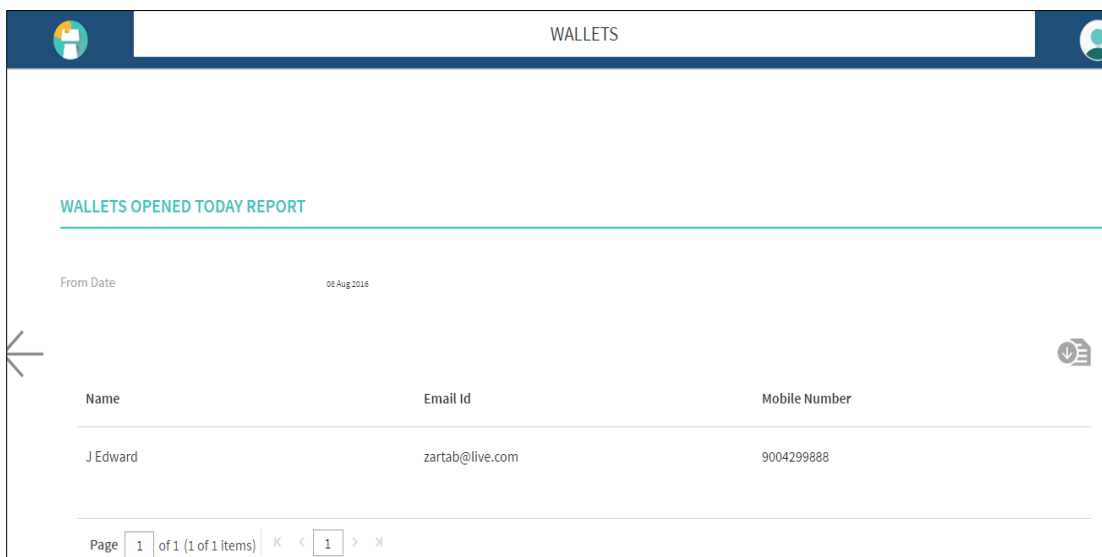 WALLETS
WALLETS OPENED TODAY REPORT
From Date 08 Aug 2016
Name Email Id Mobile Number
J Edward zartab@live.com 9004299888
Page 1 of 1 (1 of 1 items) K < 1 > X